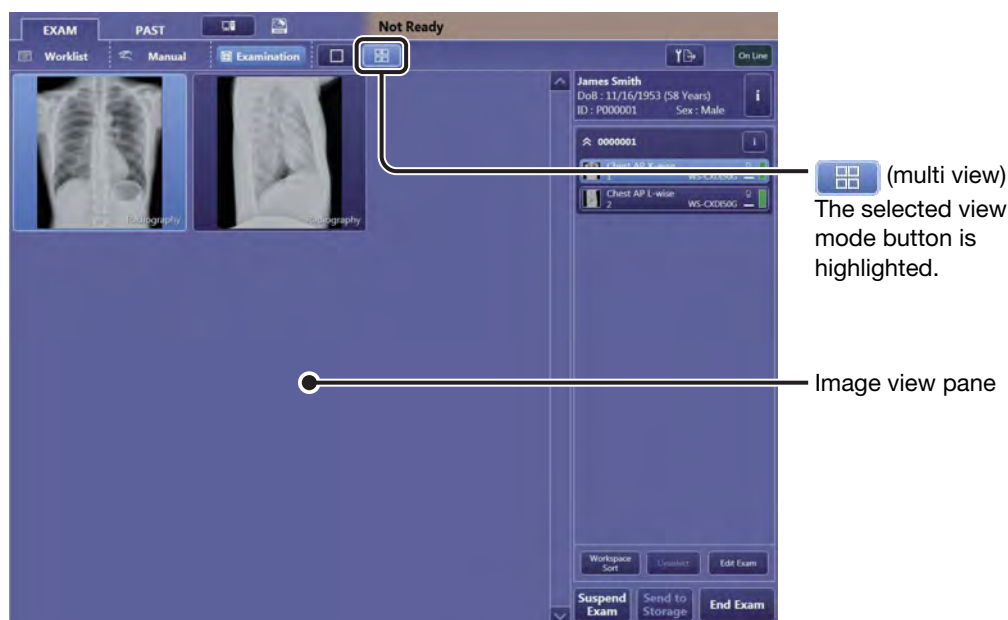 EXAM PAST Not Ready
Worklist Manual Examination On Line
James Smith
DoB : 11/16/1953 (58 Years)
ID : P000001 Sex : Male
i
0000001 i
Chest AP X-wise
1 WS-CXDI50G
Chest AP L-wise
2 WS-CXDI50G
Radiography Radiography
(multi view)
The selected view
mode button is
highlighted.
Image view pane
Workspace
Sort
Unselect
Edit Exam
Suspend
Exam
Send to
Storage
End Exam